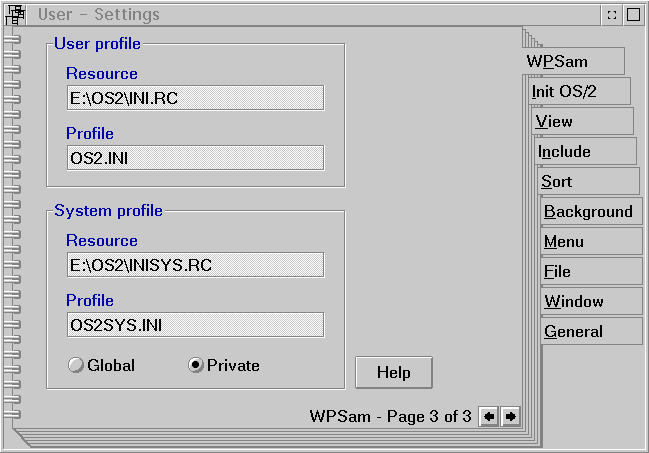 User - Settings
User profile
Resource
E:\OS2\INI.RC
Profile
OS2.INI
System profile
Resource
E:\OS2\INISYS.RC
Profile
OS2SYS.INI
Global Private
Help
WPSam - Page 3 of 3
WPSam
Init OS/2
View
Include
Sort
Background
Menu
File
Window
General